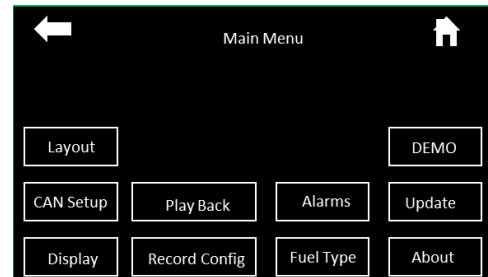 Main Menu
Layout
DEMO
CAN Setup
Play Back
Alarms
Update
Display
Record Config
Fuel Type
About